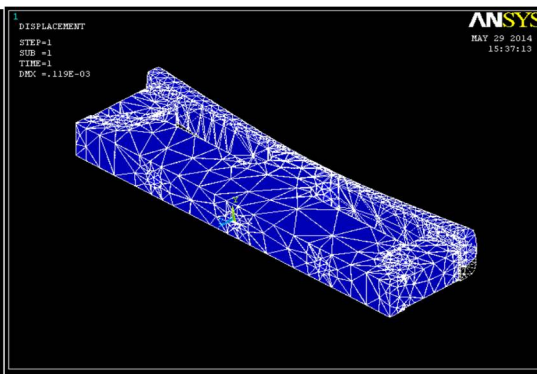 1
DISPLACEMENT
STEP=1
SUB =1
TIME=1
DMX =.119E-03
ANSYS
MAY 29 2014
15:37:13